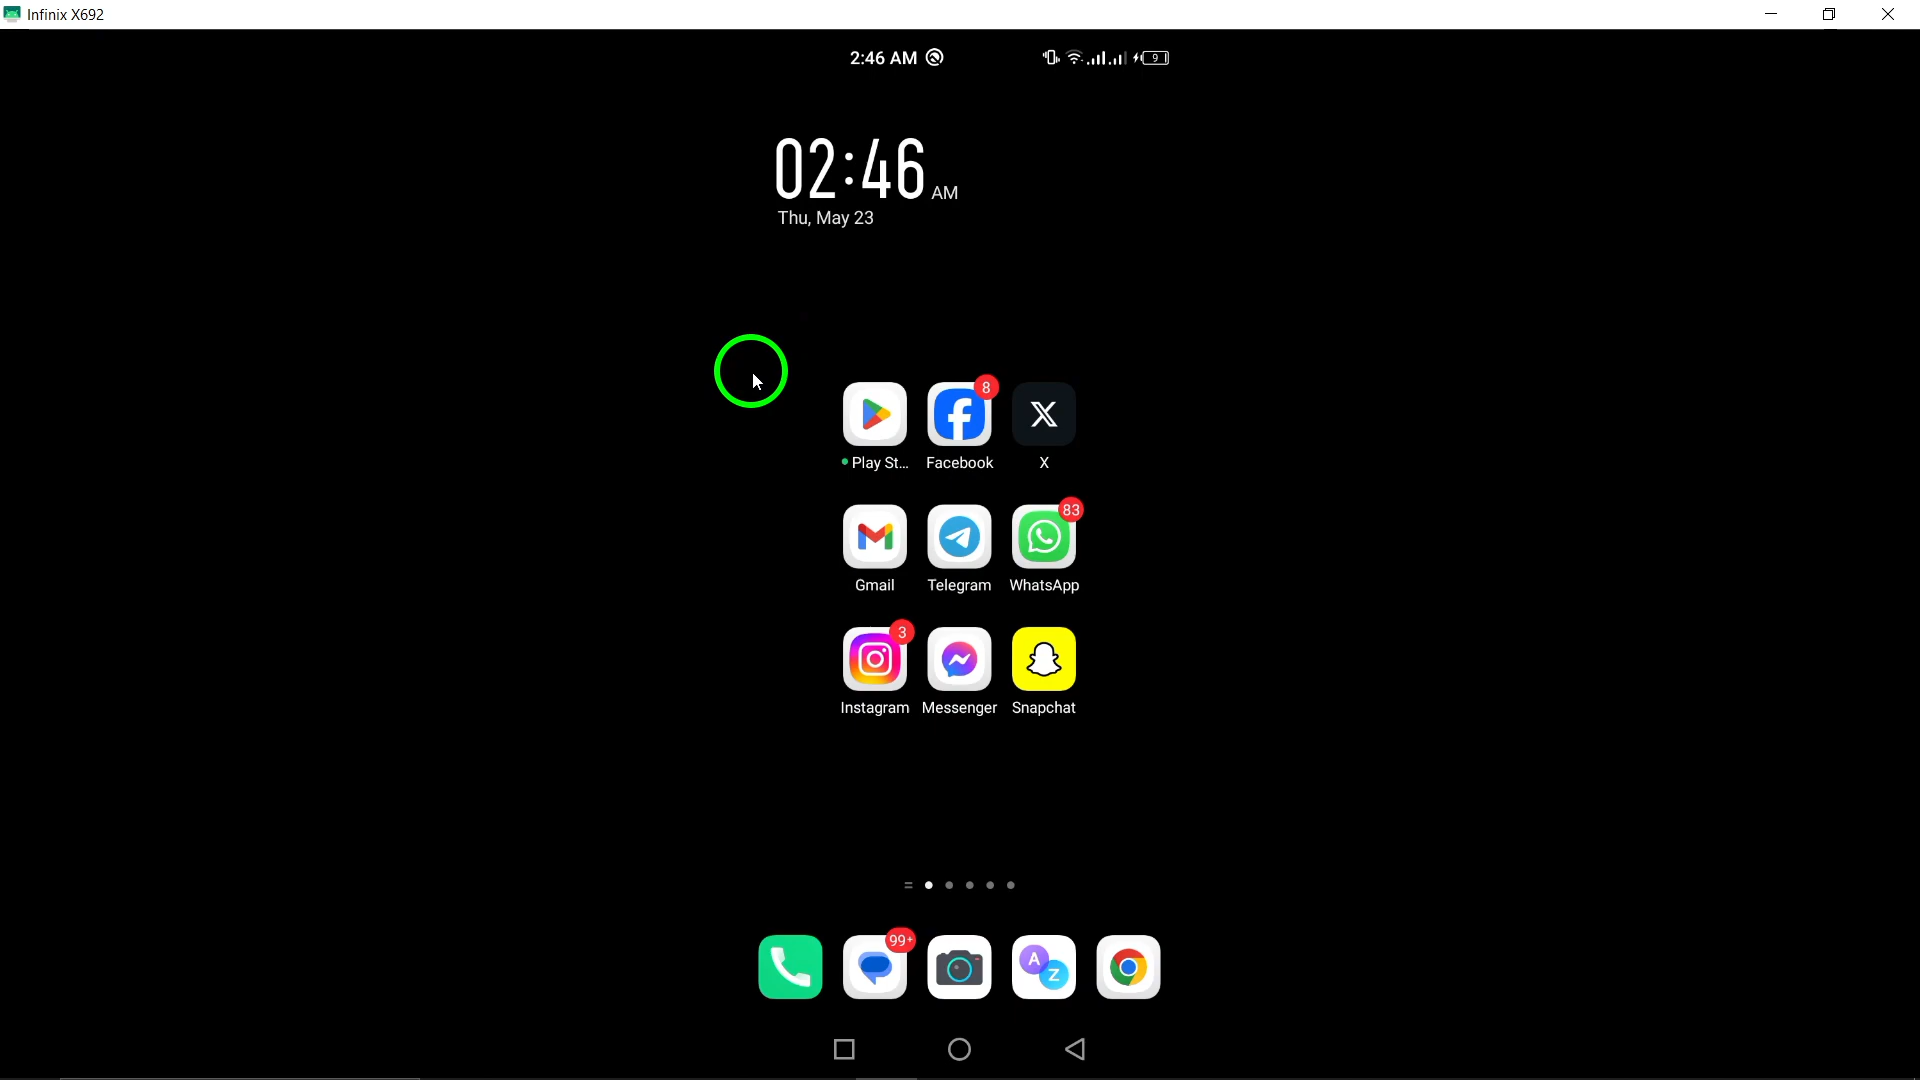 Infinix X692
2:46 AM
9
02:46 AM
Thu, May 23
8
Play St... Facebook X
83
Gmail Telegram WhatsApp
3
Instagram Messenger Snapchat
99+
A
Z